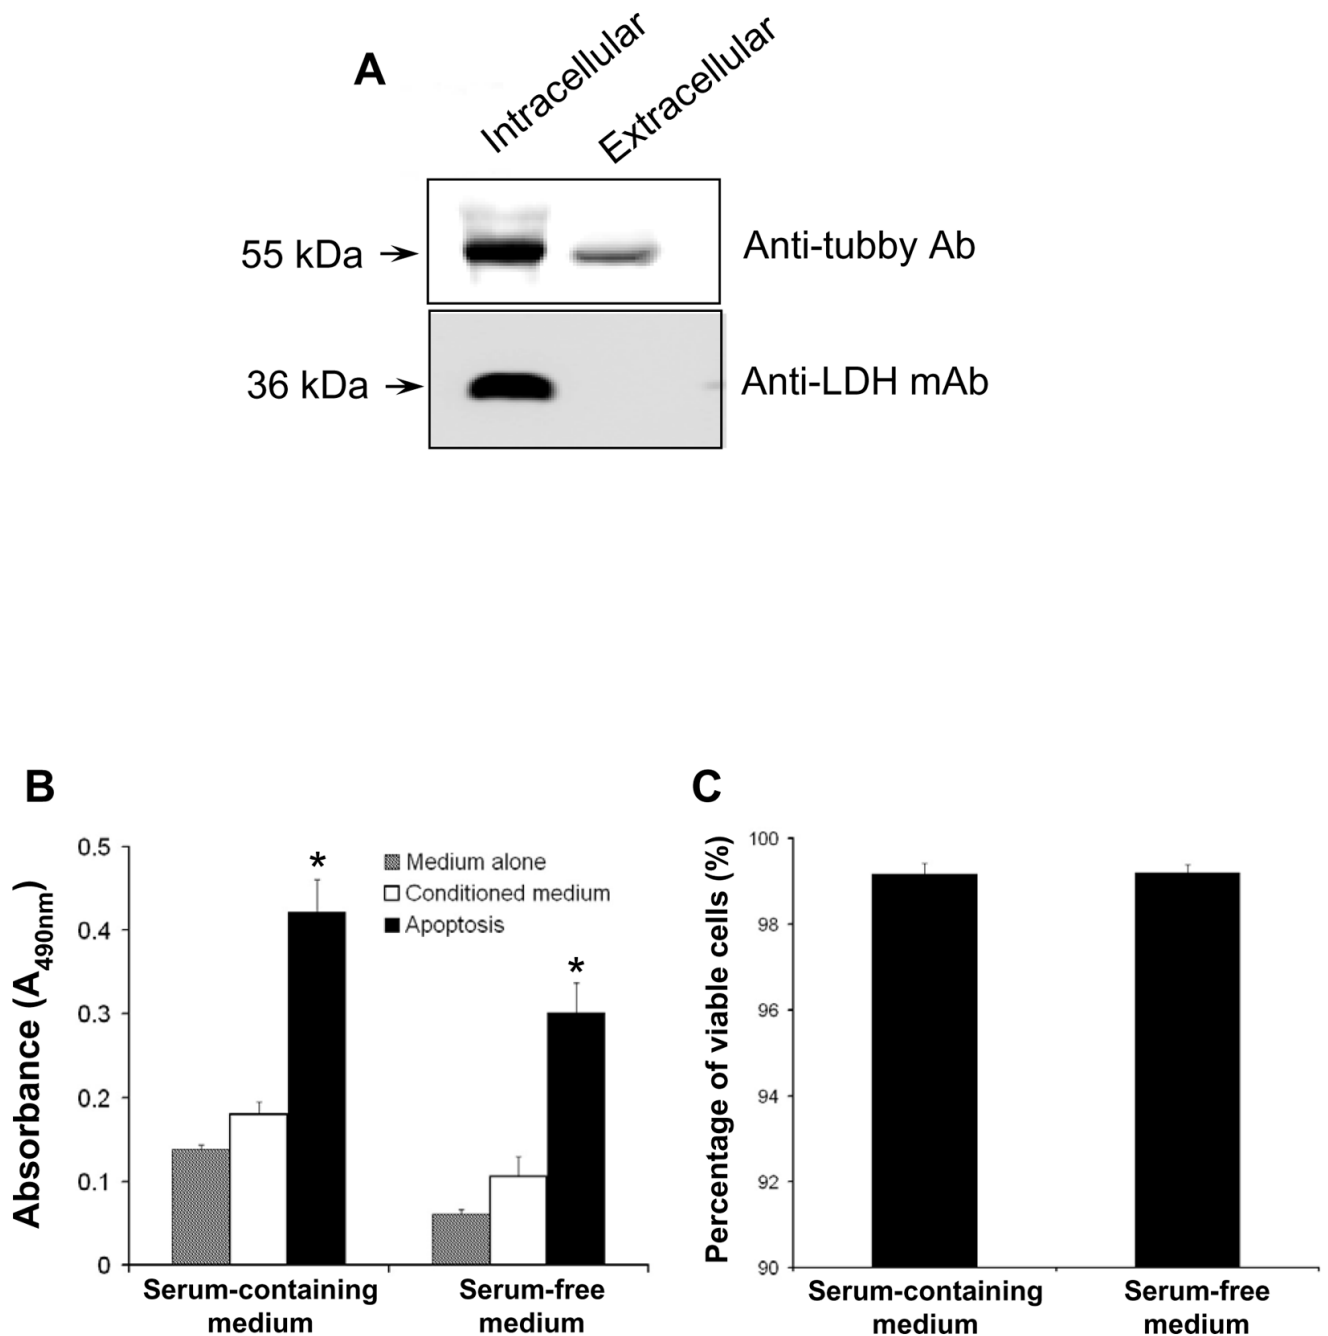 A
Intracellular
Extracellular
55 kDa
Anti-tubby Ab
36 kDa
Anti-LDH mAb
B
0.5
0.4
0.3
0.2
0.1
0
Absorbance (A490nm)
*
*
Medium alone
Conditioned medium
Apoptosis
Serum-containing
medium
Serum-free
medium
C
100
98
96
94
92
90
Percentage of viable cells (%)
Serum-containing
medium
Serum-free
medium